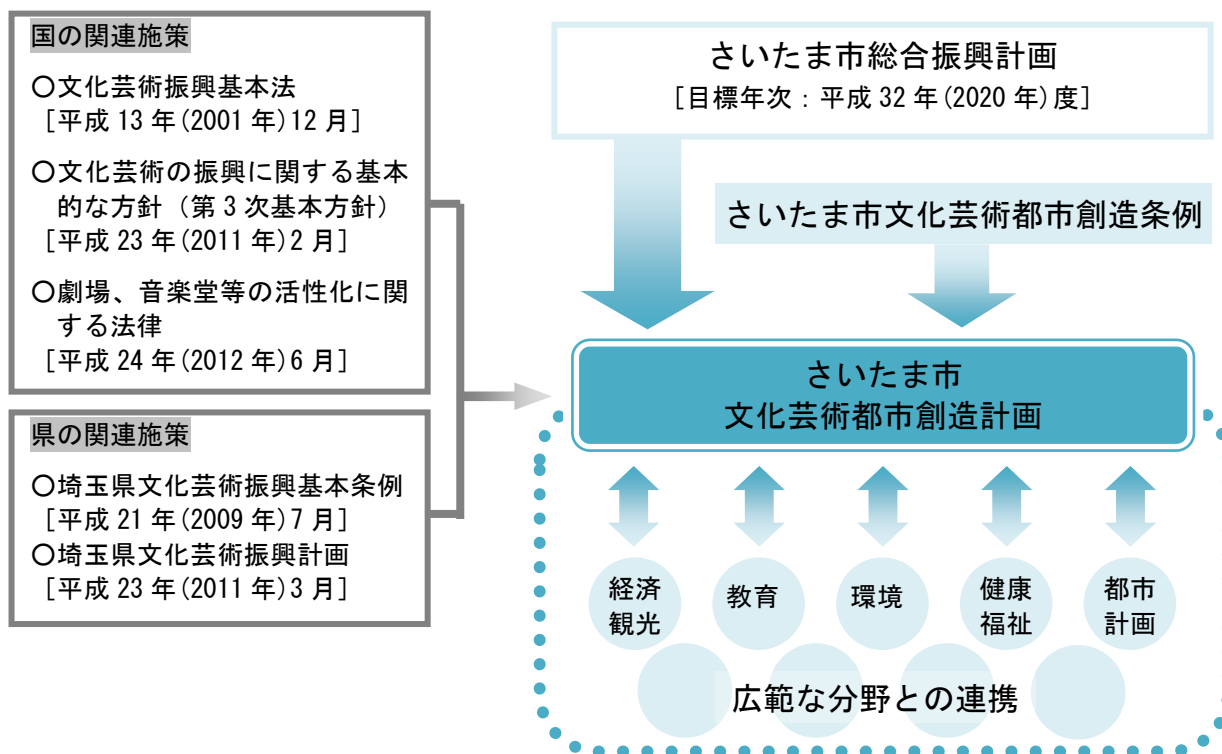 国の関連施策
○文化芸術振興基本法
[平成 13 年(2001 年)12 月]
○文化芸術の振興に関する基本
的な方針（第 3 次基本方針）
[平成 23 年(2011 年)2 月]
○劇場、音楽堂等の活性化に関
する法律
[平成 24 年(2012 年)6 月]
県の関連施策
○埼玉県文化芸術振興基本条例
[平成 21 年(2009 年)7 月]
○埼玉県文化芸術振興計画
[平成 23 年(2011 年)3 月]
さいたま市総合振興計画
[目標年次：平成 32 年(2020 年)度]
さいたま市文化芸術都市創造条例
さいたま市
文化芸術都市創造計画
経済
観光
教育
環境
健康
福祉
都市
計画
広範な分野との連携